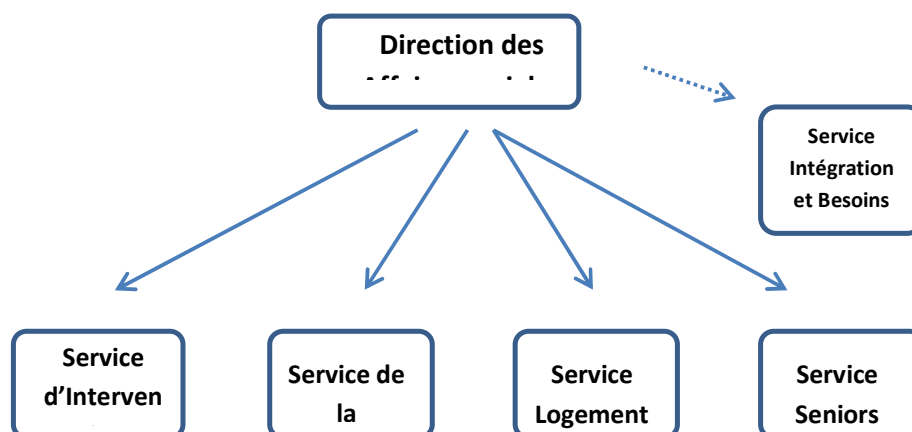 Direction des
Service
Intégration
et Besoins
Service
d’Interven
Service de
la
Service
Logement
Service
Seniors